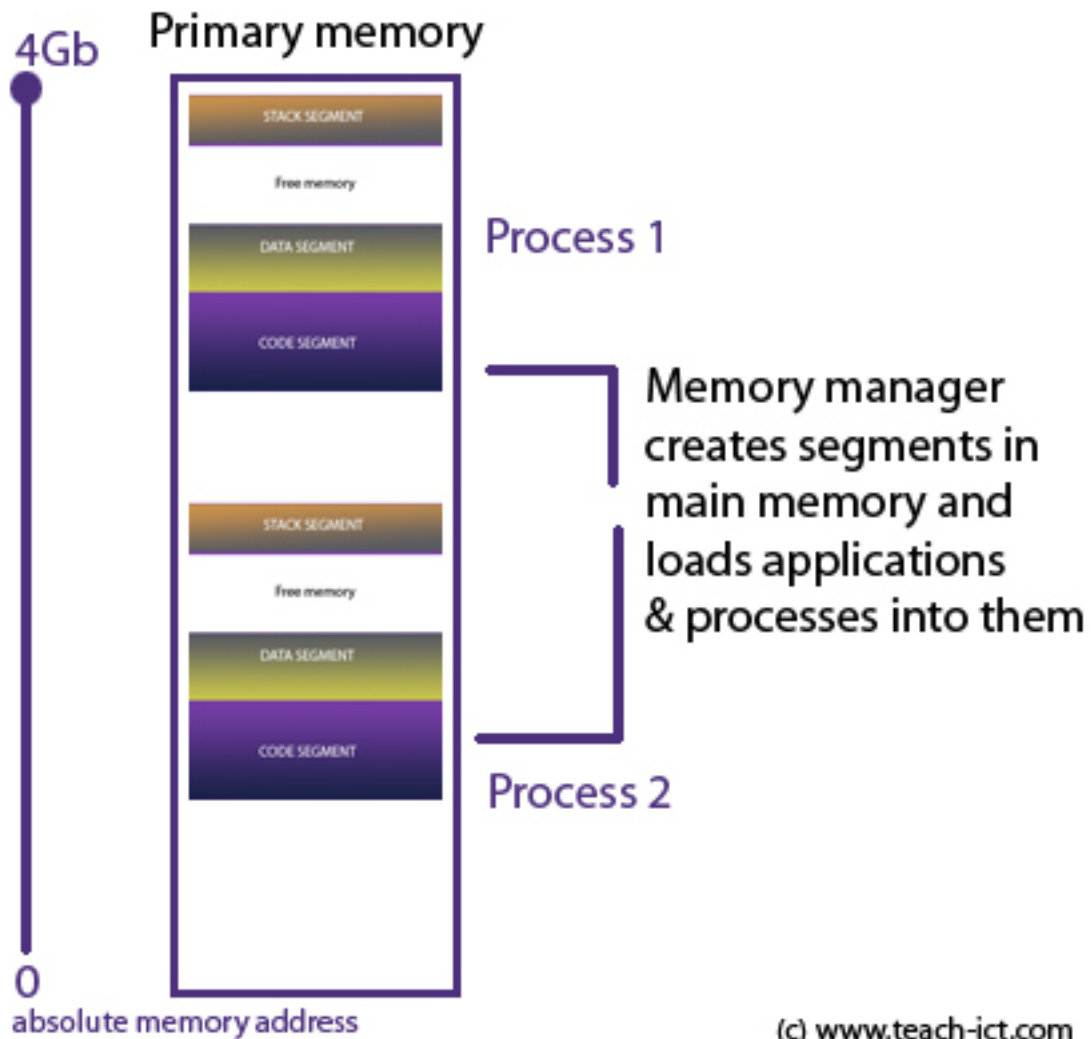 Primary memory
4Gb
STACK SEGMENT
Free memory
DATA SEGMENT
Process 1
CODE SEGMENT
Memory manager
creates segments in
main memory and
loads applications
& processes into them
STACK SEGMENT
Free memory
DATA SEGMENT
CODE SEGMENT
Process 2
0
absolute memory address
(c) www.teach-ict.com